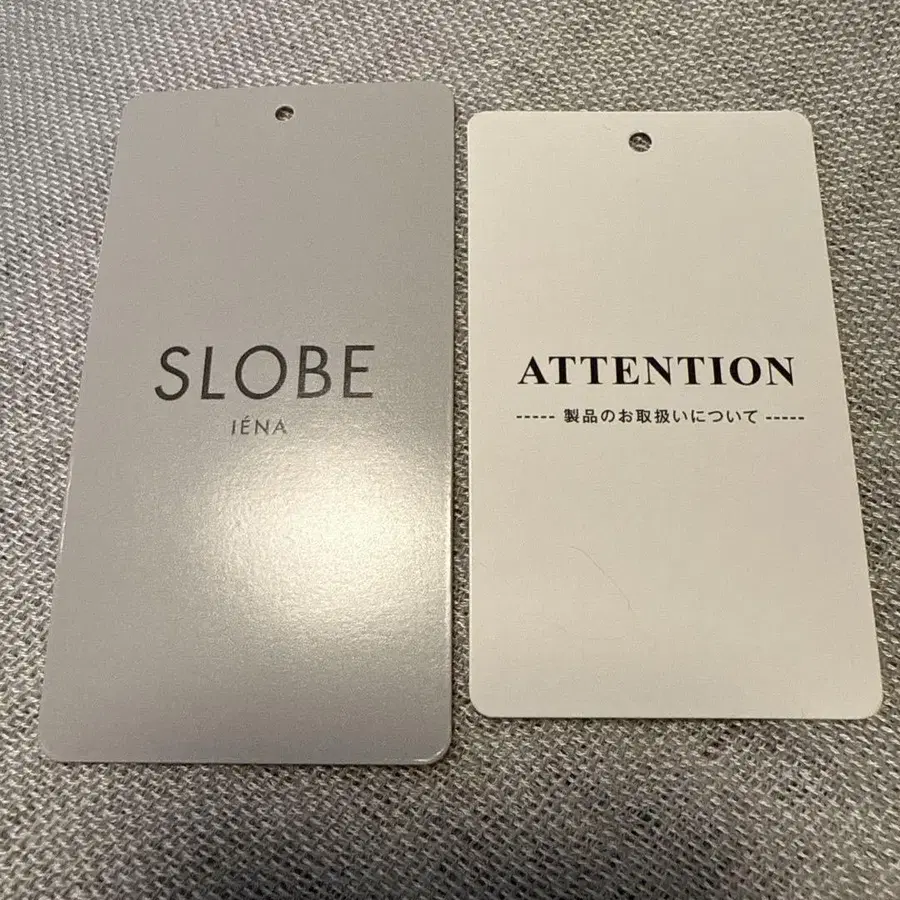 SLOBE
IÉNA
ATTENTION
----- 製品のお取扱いについて -----